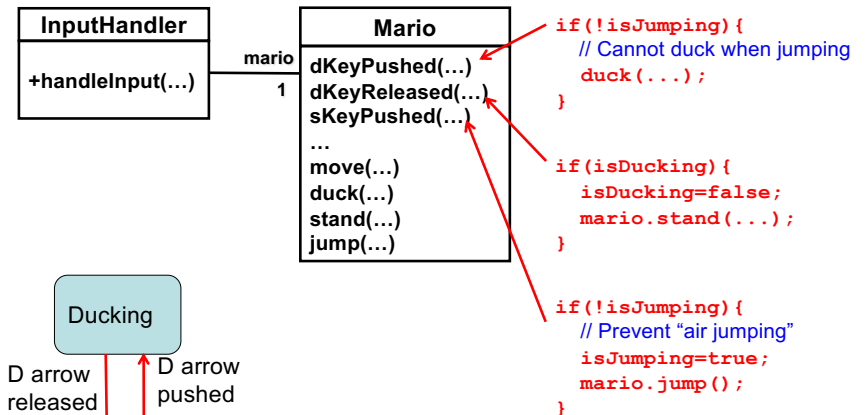 InputHandler
+handleInput(…)
mario
1
Mario
dKeyPushed(…)
dKeyReleased(…)
sKeyPushed(…)
…
move(…)
duck(…)
stand(…)
jump(…)
if(!isJumping){
// Cannot duck when jumping
duck(...);
}
if(isDucking){
isDucking=false;
mario.stand(...);
}
if(!isJumping){
// Prevent “air jumping”
isJumping=true;
mario.jump();
}
Ducking
D arrow
released
D arrow
pushed